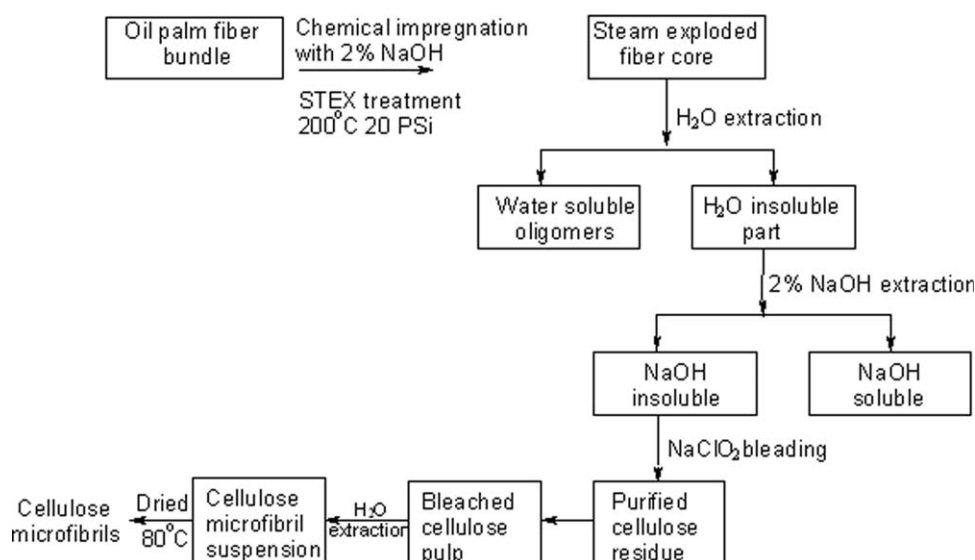 Oil palm fiber
bundle
Chemical impregnation
with 2% NaOH
STEX treatment
200°C 20 PSi
Steam exploded
fiber core
H₂O extraction
Water soluble
oligomers
H₂O insoluble
part
2% NaOH extraction
NaOH
insoluble
NaOH
soluble
NaClO₂ bleading
Purified
cellulose
residue
Bleached
cellulose
pulp
H₂O
extraction
Cellulose
microfibril
suspension
Dried
80°C
Cellulose
microfibrils